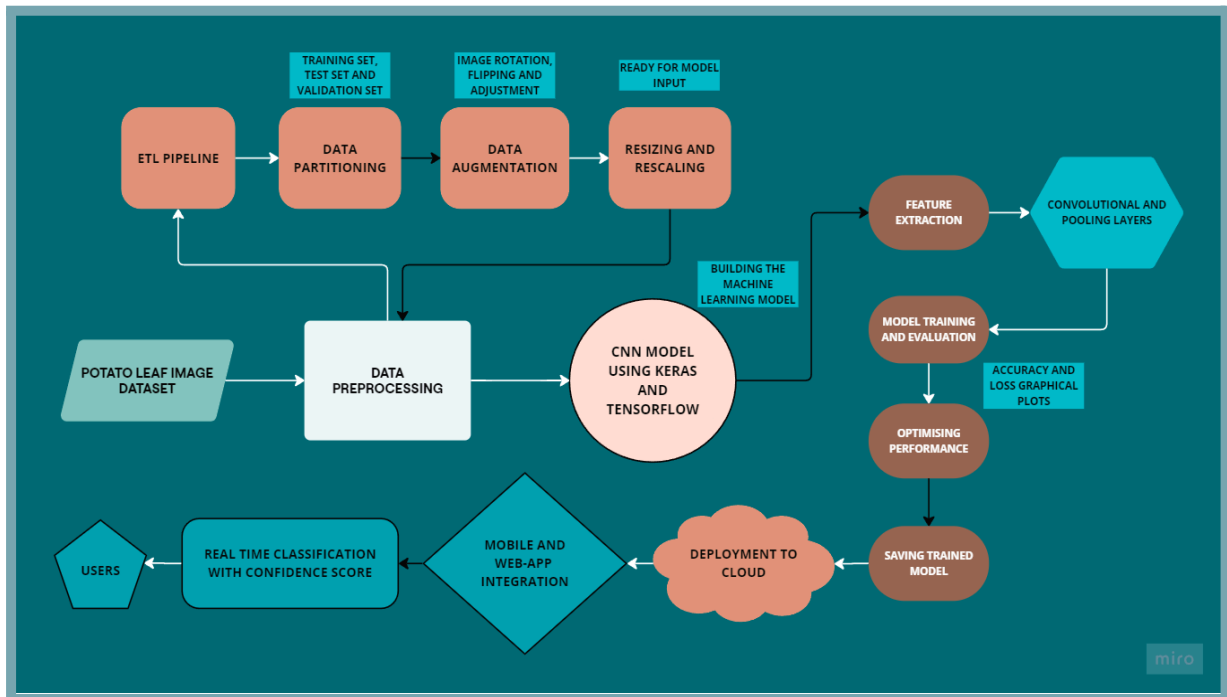 TRAINING SET,
TEST SET AND
VALIDATION SET
IMAGE ROTATION,
FLIPPING AND
ADJUSTMENT
READY FOR MODEL
INPUT
ETL PIPELINE
DATA
PARTITIONING
DATA
AUGMENTATION
RESIZING AND
RESCALING
FEATURE
EXTRACTION
CONVOLUTIONAL AND
POOLING LAYERS
BUILDING THE
MACHINE
LEARNING MODEL
POTATO LEAF IMAGE
DATASET
DATA
PREPROCESSING
CNN MODEL
USING KERAS
AND
TENSORFLOW
MODEL TRAINING
AND EVALUATION
ACCURACY AND
LOSS GRAPHICAL
PLOTS
OPTIMISING
PERFORMANCE
SAVING TRAINED
MODEL
DEPLOYMENT TO
CLOUD
MOBILE AND
WEB-APP
INTEGRATION
REAL TIME CLASSIFICATION
WITH CONFIDENCE SCORE
USERS
miro